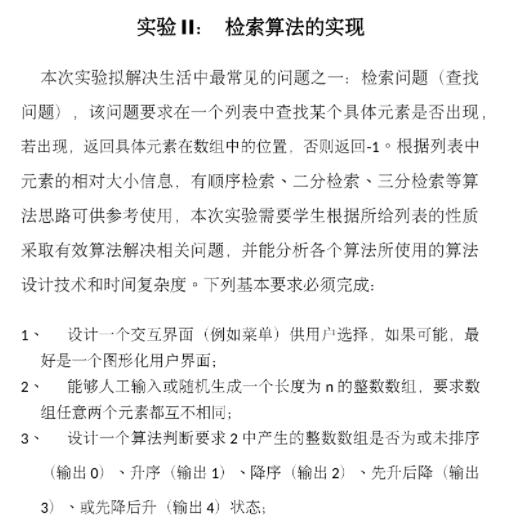 实验 II： 检索算法的实现
本次实验拟解决生活中最常见的问题之一：检索问题（查找
问题），该问题要求在一个列表中查找某个具体元素是否出现，
若出现，返回具体元素在数组中的位置，否则返回-1。根据列表中
元素的相对大小信息，有顺序检索、二分检索、三分检索等算
法思路可供参考使用，本次实验需要学生根据所给列表的性质
采取有效算法解决相关问题，并能分析各个算法所使用的算法
设计技术和时间复杂度。下列基本要求必须完成：
1、 设计一个交互界面（例如菜单）供用户选择，如果可能，最
好是一个图形化用户界面；
2、 能够人工输入或随机生成一个长度为 n 的整数数组，要求数
组任意两个元素都互不相同；
3、 设计一个算法判断要求 2 中产生的整数数组是否为或未排序
（输出 0）、升序（输出 1）、降序（输出 2）、先升后降（输出
3）、或先降后升（输出 4）状态；